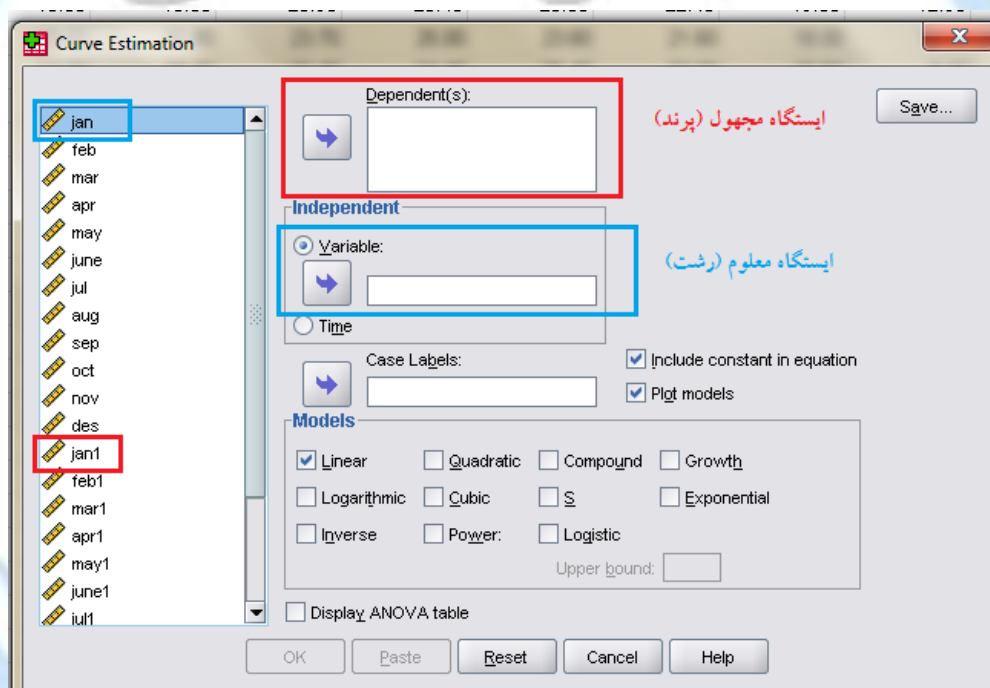 Curve Estimation
jan
feb
mar
apr
may
june
jul
aug
sep
oct
nov
des
jan1
feb1
mar1
apr1
may1
june1
jul1
Dependent(s):
ایستگاه مجهول (پرند)
Save...
Independent
Variable:
ایستگاه معلوم (رشت)
Time
Case Labels:
Include constant in equation
Plot models
Models
Linear Quadratic Compound Growth
Logarithmic Cubic S Exponential
Inverse Power: Logistic
Upper bound:
Display ANOVA table
OK Paste Reset Cancel Help